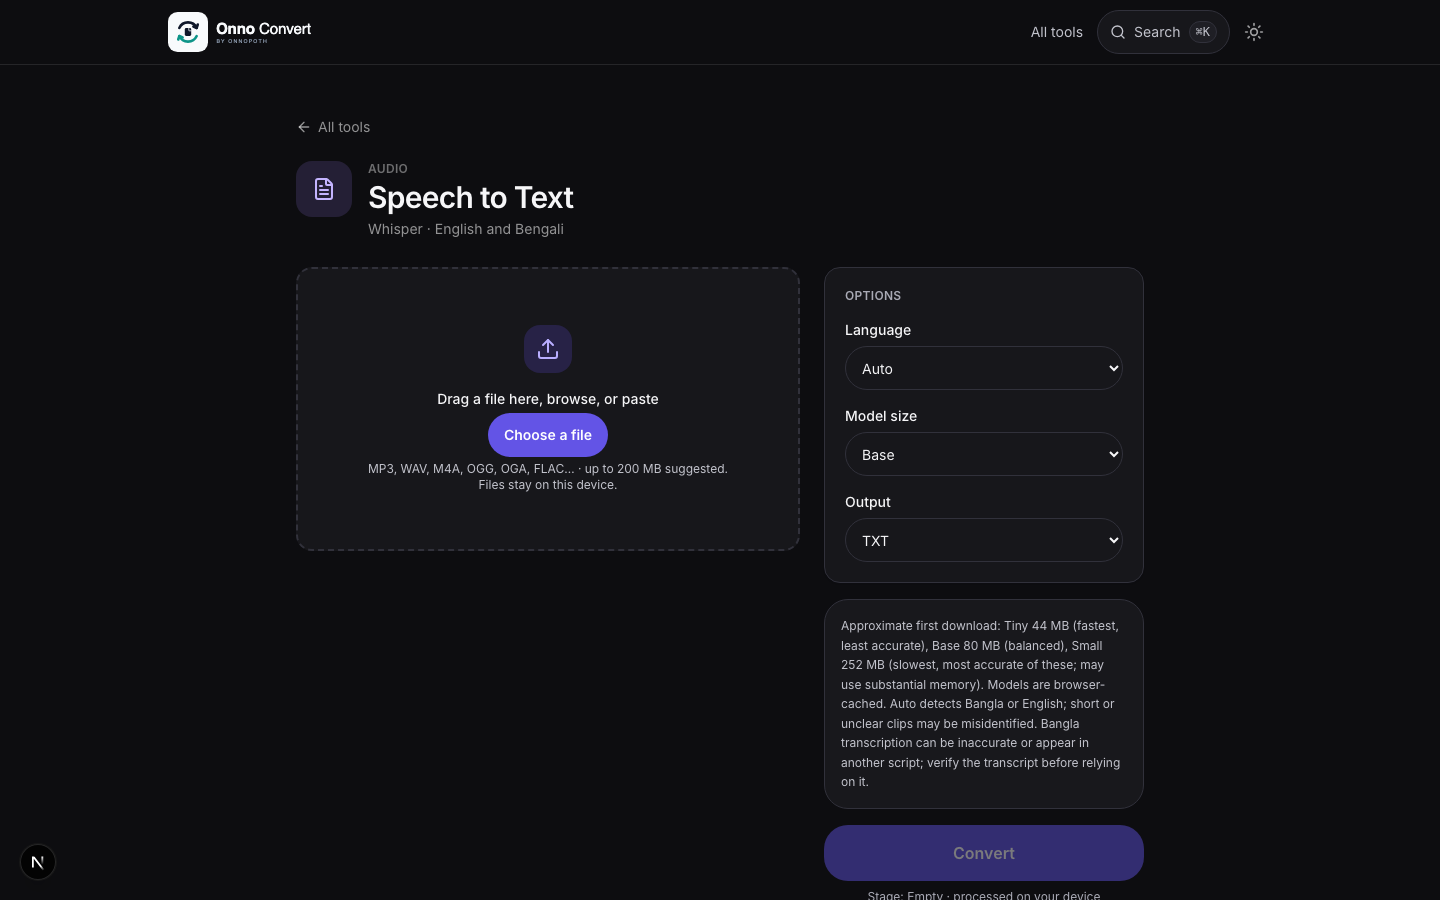 Onno Convert
BY ONNOPOTH
All tools
Search
⌘K
All tools
AUDIO
Speech to Text
Whisper · English and Bengali
Drag a file here, browse, or paste
Choose a file
MP3, WAV, M4A, OGG, OGA, FLAC... · up to 200 MB suggested.
Files stay on this device.
OPTIONS
Language
Auto
Model size
Base
Output
TXT
Approximate first download: Tiny 44 MB (fastest,
least accurate), Base 80 MB (balanced), Small
252 MB (slowest, most accurate of these; may
use substantial memory). Models are browser-
cached. Auto detects Bangla or English; short or
unclear clips may be misidentified. Bangla
transcription can be inaccurate or appear in
another script; verify the transcript before relying
on it.
Convert
Stage: Empty · processed on your device
N